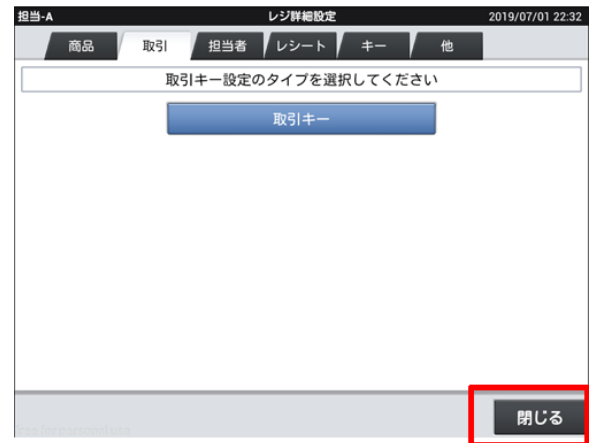 担当-A レジ詳細設定 2019/07/01 22:32
商品 取引 担当者 レシート キー 他
取引キー設定のタイプを選択してください
取引キー
閉じる